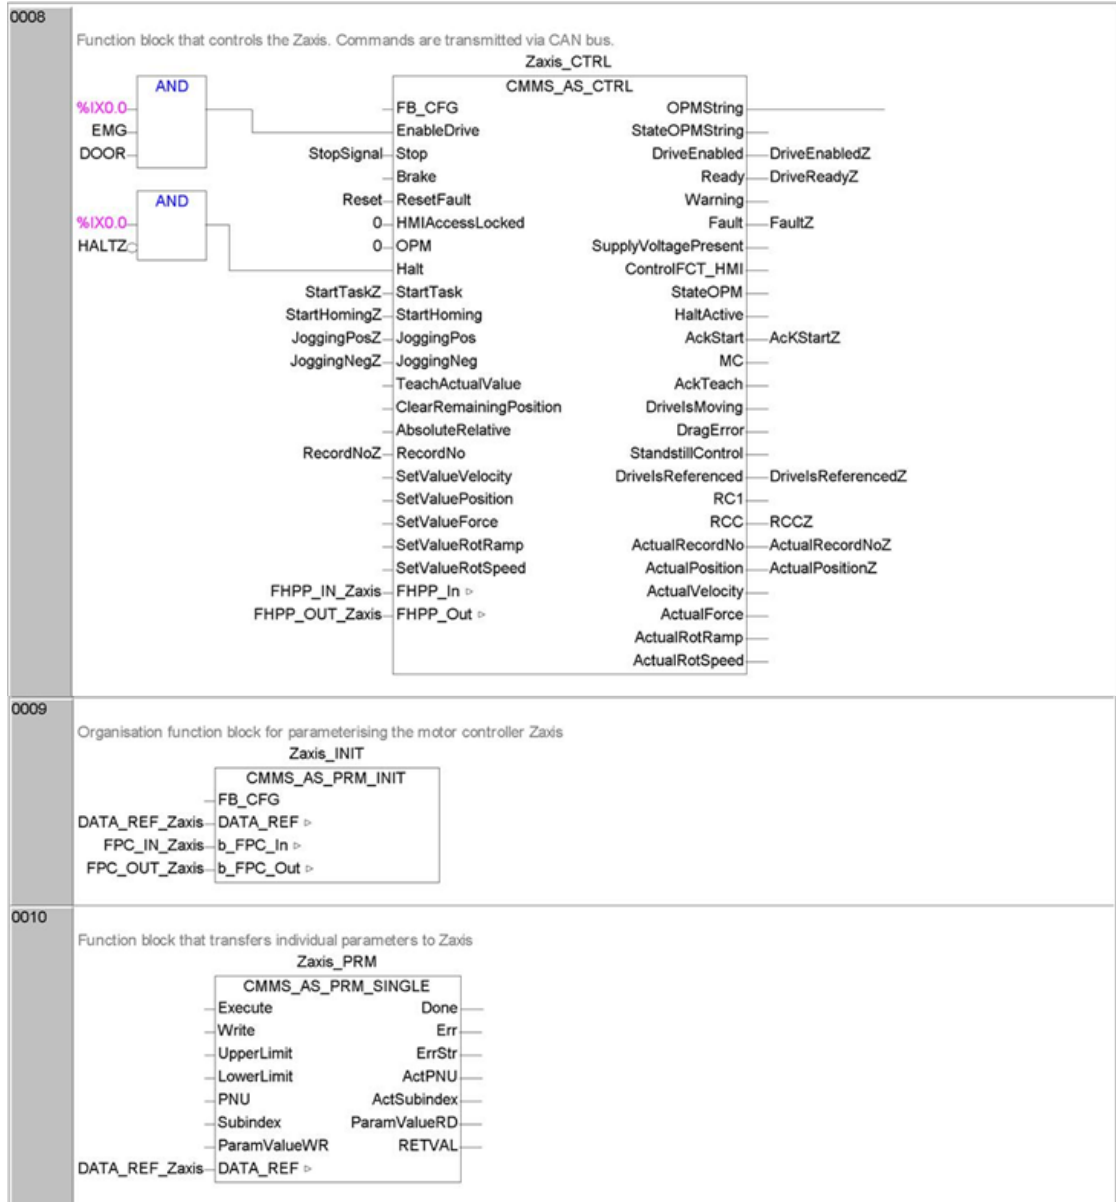 0008
Function block that controls the Zaxis. Commands are transmitted via CAN bus.
Zaxis_CTRL
AND CMMS_AS_CTRL
%IX0.0 FB_CFG OPMString
EMG EnableDrive StateOPMString
DOOR StopSignal Stop DriveEnabled DriveEnabledZ
Brake Ready DriveReadyZ
AND Reset ResetFault Warning
%IX0.0 0 HMIAccessLocked Fault FaultZ
HALTZ 0 OPM SupplyVoltagePresent
Halt ControlFCT_HMI
StartTaskZ StartTask StateOPM
StartHomingZ StartHoming HaltActive
JoggingPosZ JoggingPos AckStart AcKStartZ
JoggingNegZ JoggingNeg MC
TeachActualValue AckTeach
ClearRemainingPosition DriveIsMoving
AbsoluteRelative DragError
RecordNoZ RecordNo StandstillControl
SetValueVelocity DriveIsReferenced DriveIsReferencedZ
SetValuePosition RC1
SetValueForce RCC RCCZ
SetValueRotRamp ActualRecordNo ActualRecordNoZ
SetValueRotSpeed ActualPosition ActualPositionZ
FHPP_IN_Zaxis FHPP_In ActualVelocity
FHPP_OUT_Zaxis FHPP_Out ActualForce
ActualRotRamp
ActualRotSpeed
0009
Organisation function block for parameterising the motor controller Zaxis
Zaxis_INIT
CMMS_AS_PRM_INIT
FB_CFG
DATA_REF_Zaxis DATA_REF
FPC_IN_Zaxis b_FPC_In
FPC_OUT_Zaxis b_FPC_Out
0010
Function block that transfers individual parameters to Zaxis
Zaxis_PRM
CMMS_AS_PRM_SINGLE
Execute Done
Write Err
UpperLimit ErrStr
LowerLimit ActPNU
PNU ActSubindex
Subindex ParamValueRD
ParamValueWR RETVAL
DATA_REF_Zaxis DATA_REF